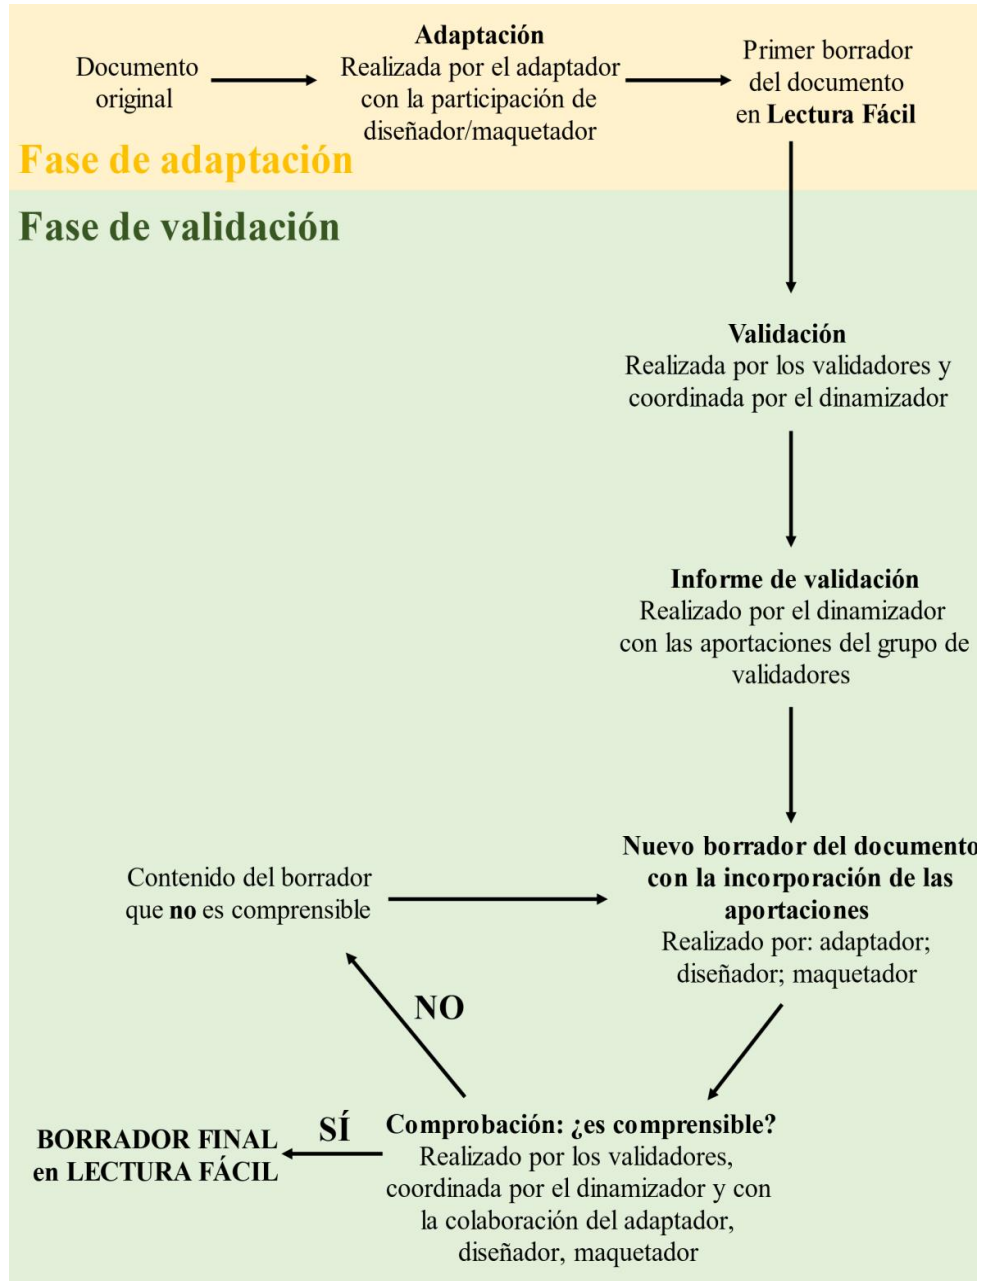 Documento
original
Adaptación
Realizada por el adaptador
con la participación de
diseñador/maquetador
Primer borrador
del documento
en Lectura Fácil
Fase de adaptación
Fase de validación
Validación
Realizada por los validadores y
coordinada por el dinamizador
Informe de validación
Realizado por el dinamizador
con las aportaciones del grupo de
validadores
Nuevo borrador del documento
con la incorporación de las
aportaciones
Realizado por: adaptador;
diseñador; maquetador
Contenido del borrador
que no es comprensible
NO
Comprobación: ¿es comprensible?
Realizado por los validadores,
coordinada por el dinamizador y con
la colaboración del adaptador,
diseñador, maquetador
SÍ
BORRADOR FINAL
en LECTURA FÁCIL